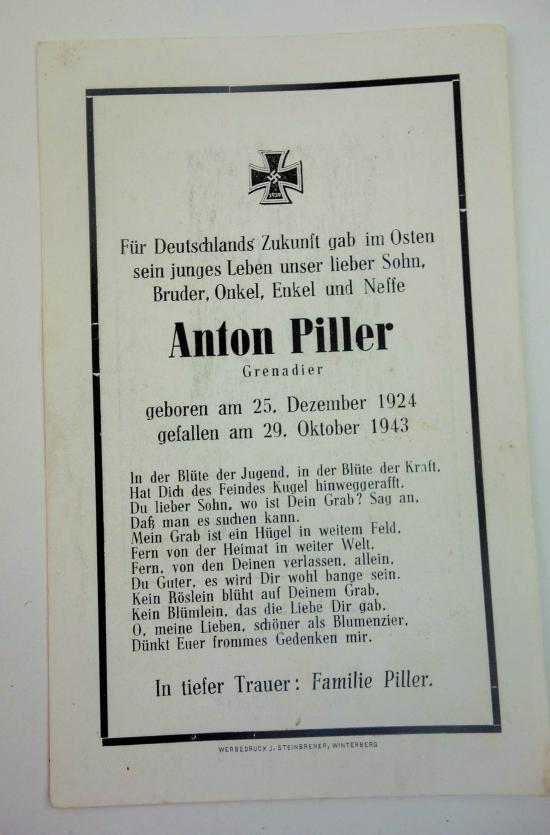 1939
Für Deutschlands Zukunft gab im Osten
sein junges Leben unser lieber Sohn,
Bruder, Onkel, Enkel und Neffe
Anton Piller
Grenadier
geboren am 25. Dezember 1924
gefallen am 29. Oktober 1943
In der Blüte der Jugend, in der Blüte der Kraft,
Hat Dich des Feindes Kugel hinweggerafft.
Du lieber Sohn, wo ist Dein Grab? Sag an,
Daß man es suchen kann.
Mein Grab ist ein Hügel in weitem Feld,
Fern von der Heimat in weiter Welt.
Fern, von den Deinen verlassen, allein,
Du Guter, es wird Dir wohl bange sein.
Kein Röslein blüht auf Deinem Grab,
Kein Blümlein, das die Liebe Dir gab.
O, meine Lieben, schöner als Blumenzier,
Dünkt Euer frommes Gedenken mir.
In tiefer Trauer: Familie Piller.
WERBEDRUCK J. STEINBRENER, WINTERBERG